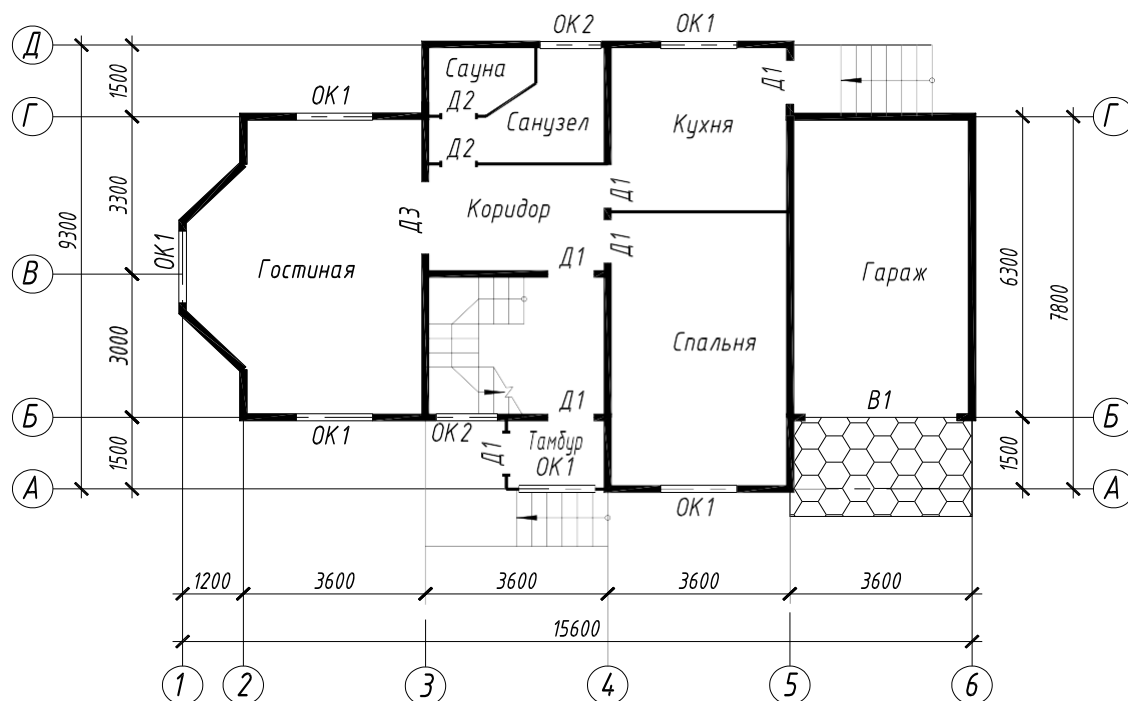 ОК2
ОК1
Д
Сауна
Д1
1500
ОК1
Д2
Г
Санузел
Кухня
Г
Д2
3300
9300
Д1
Коридор
Д3
Д1
ОК1
Д1
В
Гостиная
Гараж
6300
7800
3000
Спальня
Д1
В1
Б
ОК1
ОК2
Д1
Тамбур
Б
1500
ОК1
1500
А
ОК1
А
1200
3600
3600
3600
3600
15600
1
2
3
4
5
6